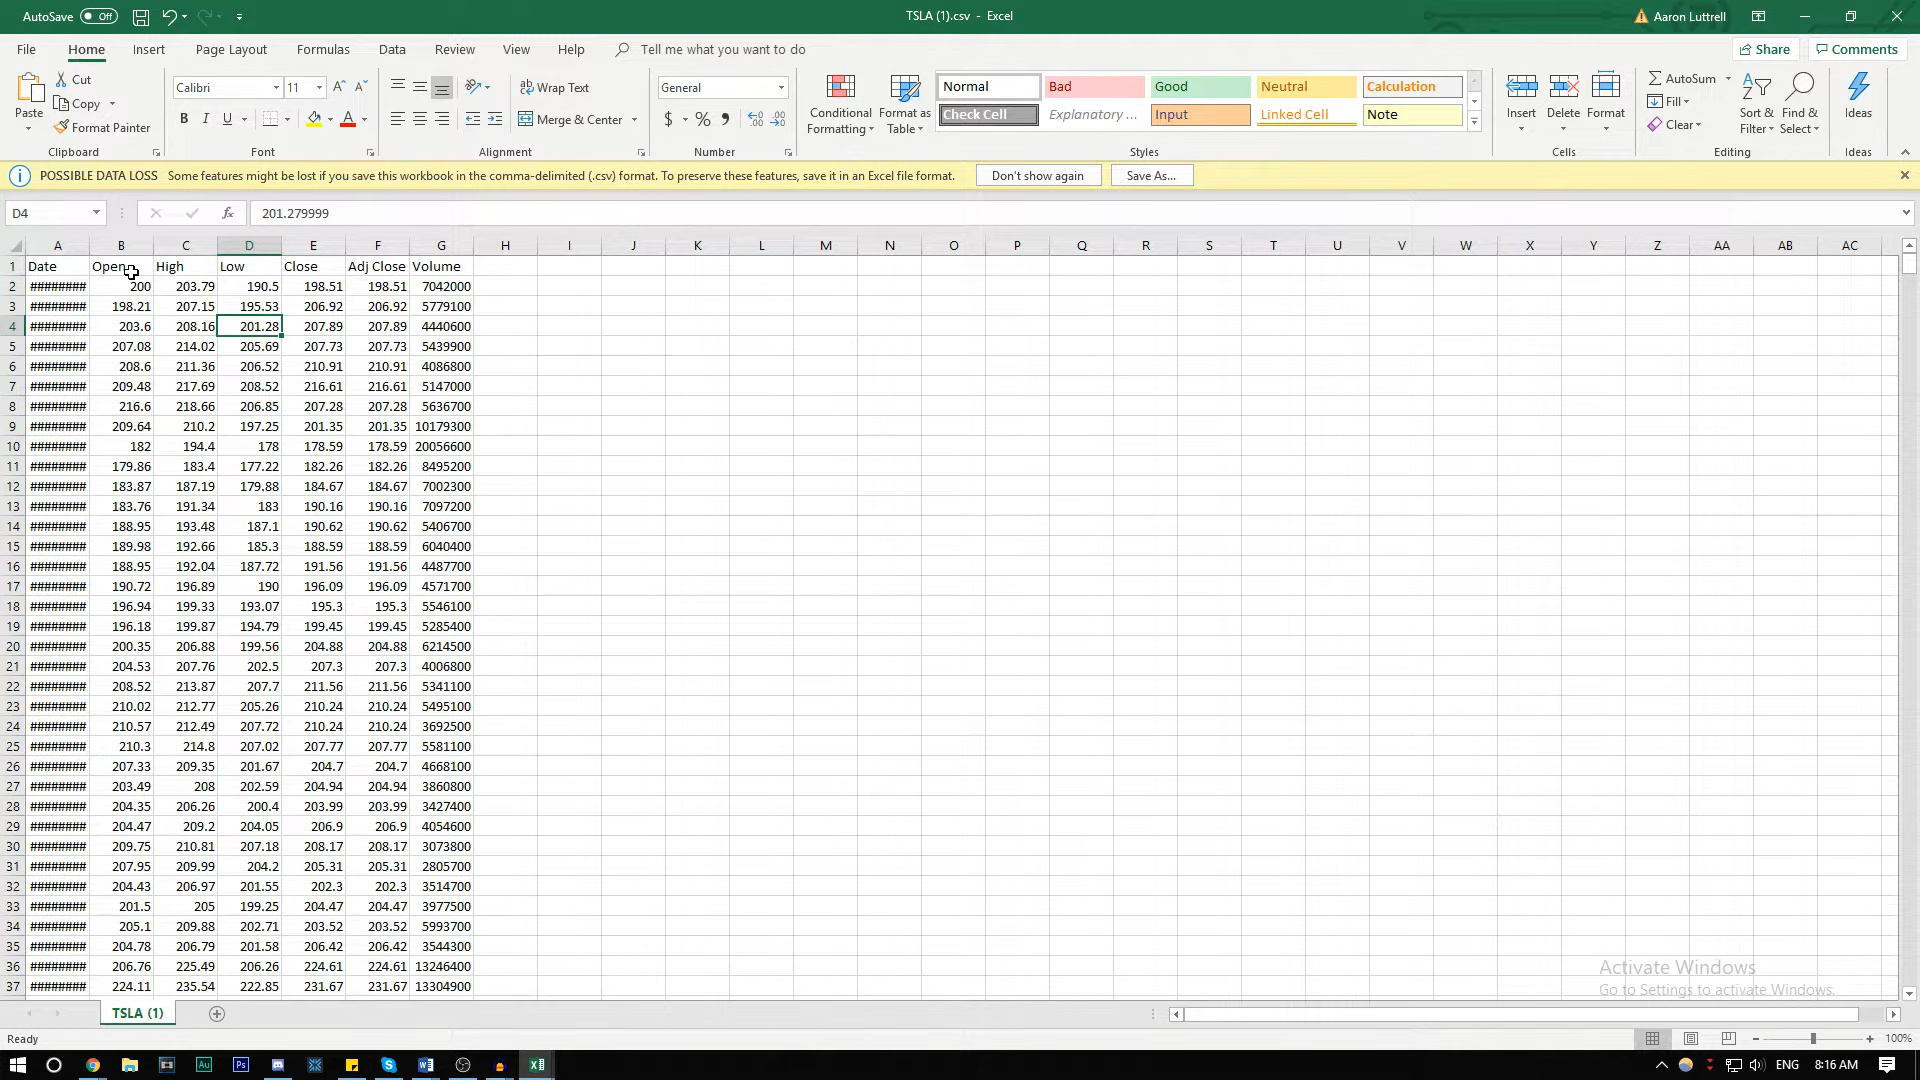 AutoSave Off TSLA (1).csv - Excel Aaron Luttrell
File Home Insert Page Layout Formulas Data Review View Help Tell me what you want to do Share Comments
Paste Cut Copy Format Painter Clipboard
Calibri 11 B I U A Font
Wrap Text Merge & Center Alignment
General $ % Number
Conditional Formatting Format as Table Normal Bad Good Neutral Calculation Check Cell Explanatory ... Input Linked Cell Note Styles
Insert Delete Format Cells
AutoSum Fill Clear Sort & Filter Find & Select Editing
Ideas Ideas
POSSIBLE DATA LOSS Some features might be lost if you save this workbook in the comma-delimited (.csv) format. To preserve these features, save it in an Excel file format. Don't show again Save As...
D4 fx 201.279999
A B C D E F G H I J K L M N O P Q R S T U V W X Y Z AA AB AC
1 Date Open High Low Close Adj Close Volume
2 ######## 200 203.79 190.5 198.51 198.51 7042000
3 ######## 198.21 207.15 195.53 206.92 206.92 5779100
4 ######## 203.6 208.16 201.28 207.89 207.89 4440600
5 ######## 207.08 214.02 205.69 207.73 207.73 5439900
6 ######## 208.6 211.36 206.52 210.91 210.91 4086800
7 ######## 209.48 217.69 208.52 216.61 216.61 5147000
8 ######## 216.6 218.66 206.85 207.28 207.28 5636700
9 ######## 209.64 210.2 197.25 201.35 201.35 10179300
10 ######## 182 194.4 178 178.59 178.59 20056600
11 ######## 179.86 183.4 177.22 182.26 182.26 8495200
12 ######## 183.87 187.19 179.88 184.67 184.67 7002300
13 ######## 183.76 191.34 183 190.16 190.16 7097200
14 ######## 188.95 193.48 187.1 190.62 190.62 5406700
15 ######## 189.98 192.66 185.3 188.59 188.59 6040400
16 ######## 188.95 192.04 187.72 191.56 191.56 4487700
17 ######## 190.72 196.89 190 196.09 196.09 4571700
18 ######## 196.94 199.33 193.07 195.3 195.3 5546100
19 ######## 196.18 199.87 194.79 199.45 199.45 5285400
20 ######## 200.35 206.88 199.56 204.88 204.88 6214500
21 ######## 204.53 207.76 202.5 207.3 207.3 4006800
22 ######## 208.52 213.87 207.7 211.56 211.56 5341100
23 ######## 210.02 212.77 205.26 210.24 210.24 5495100
24 ######## 210.57 212.49 207.72 210.24 210.24 3692500
25 ######## 210.3 214.8 207.02 207.77 207.77 5581100
26 ######## 207.33 209.35 201.67 204.7 204.7 4668100
27 ######## 203.49 208 202.59 204.94 204.94 3860800
28 ######## 204.35 206.26 200.4 203.99 203.99 3427400
29 ######## 204.47 209.2 204.05 206.9 206.9 4054600
30 ######## 209.75 210.81 207.18 208.17 208.17 3073800
31 ######## 207.95 209.99 204.2 205.31 205.31 2805700
32 ######## 204.43 206.97 201.55 202.3 202.3 3514700
33 ######## 201.5 205 199.25 204.47 204.47 3977500
34 ######## 205.1 209.88 202.71 203.52 203.52 5993700
35 ######## 204.78 206.79 201.58 206.42 206.42 3544300
36 ######## 206.76 225.49 206.26 224.61 224.61 13246400
37 ######## 224.11 235.54 222.85 231.67 231.67 13304900
Activate Windows
Go to Settings to activate Windows.
TSLA (1)
Ready 100%
Au Ps ENG 8:16 AM